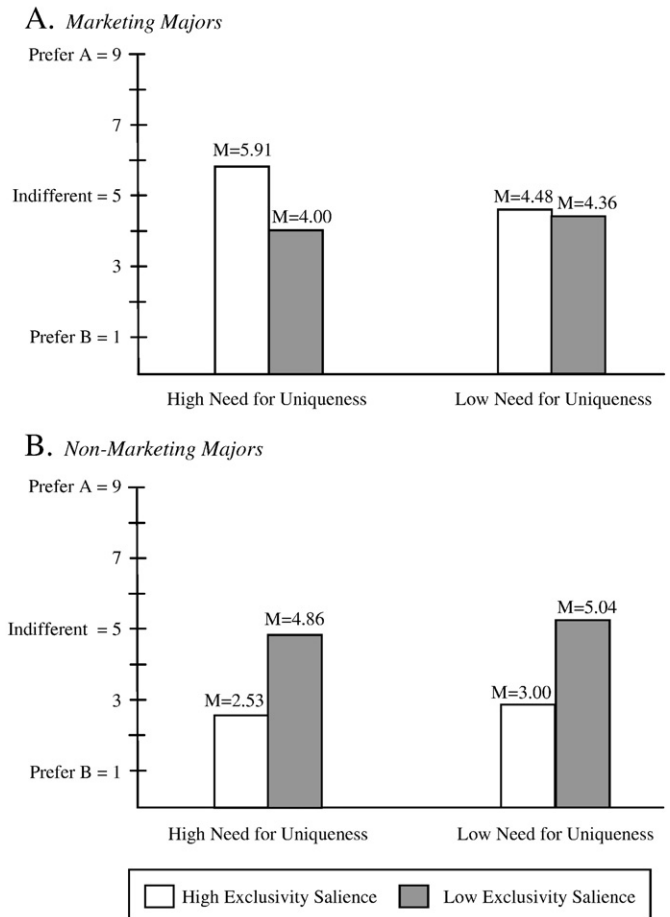 A. Marketing Majors
Prefer A = 9
7
M=5.91
Indifferent = 5
M=4.48
M=4.36
M=4.00
3
Prefer B = 1
High Need for Uniqueness
Low Need for Uniqueness
B. Non-Marketing Majors
Prefer A = 9
7
Indifferent = 5
M=4.86
M=5.04
3
M=2.53
M=3.00
Prefer B = 1
High Need for Uniqueness
Low Need for Uniqueness
High Exclusivity Salience
Low Exclusivity Salience